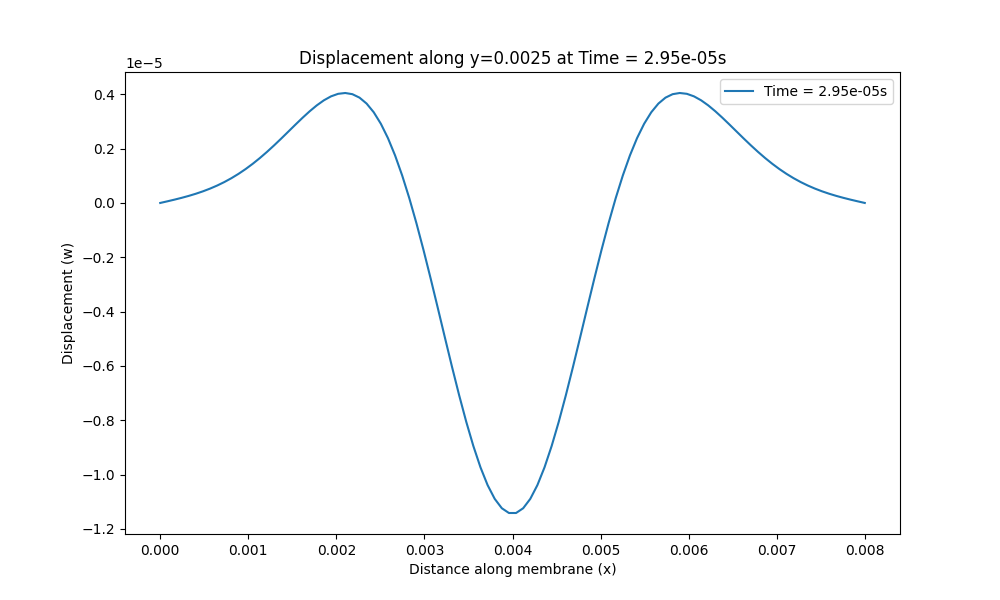 Displacement along y=0.0025 at Time = 2.95e-05s
1e−5
Time = 2.95e-05s
0.4
0.2
0.0
−0.2
−0.4
−0.6
−0.8
−1.0
−1.2
Displacement (w)
0.000 0.001 0.002 0.003 0.004 0.005 0.006 0.007 0.008
Distance along membrane (x)